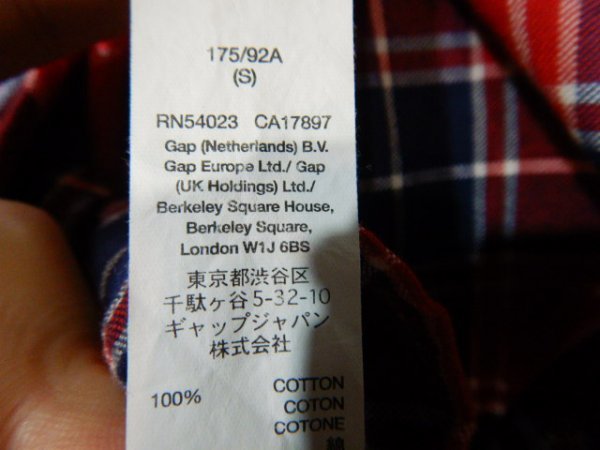 175/92A
(S)
RN54023 CA17897
Gap (Netherlands) B.V.
Gap Europe Ltd./ Gap
(UK Holdings) Ltd./
Berkeley Square House,
Berkeley Square,
London W1J 6BS
東京都渋谷区
千駄ヶ谷5-32-10
ギャップジャパン
株式会社
100% COTTON
COTON
COTONE
綿